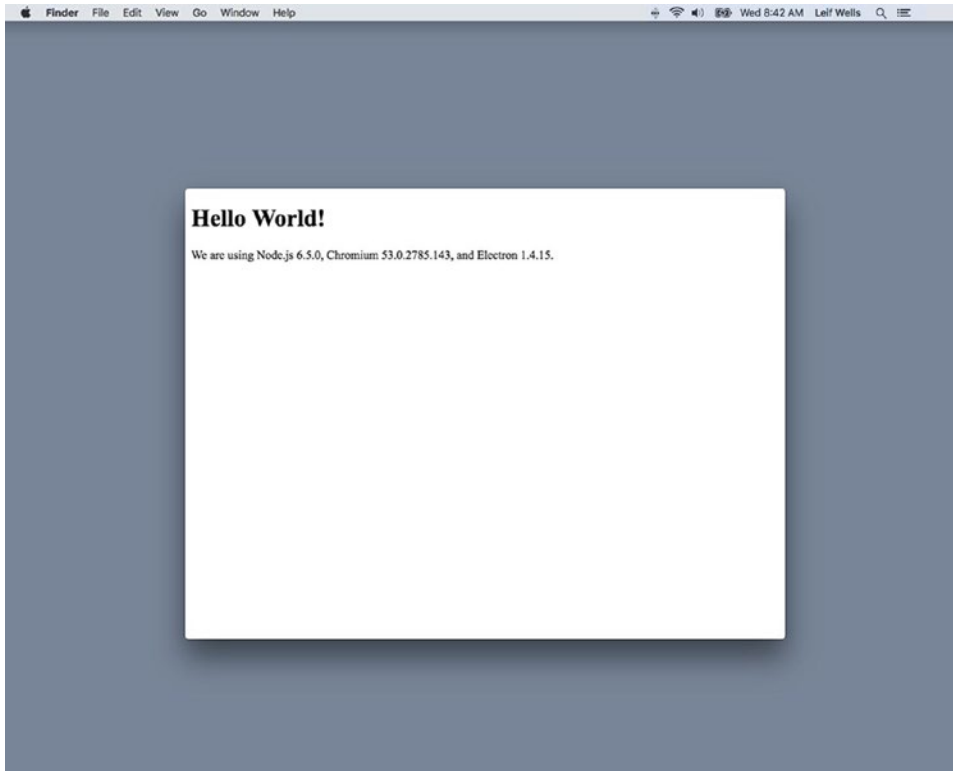 Finder File Edit View Go Window Help Wed 8:42 AM Leif Wells
Hello World!
We are using Node.js 6.5.0, Chromium 53.0.2785.143, and Electron 1.4.15.